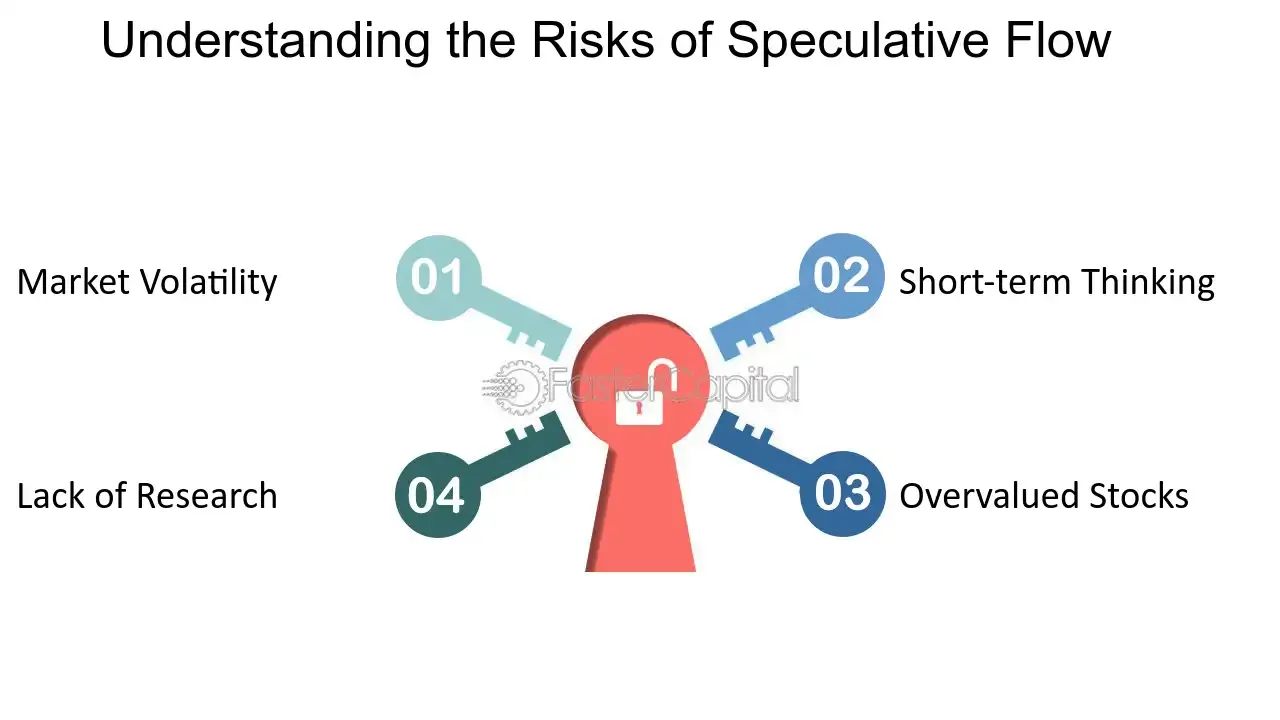 Understanding the Risks of Speculative Flow
Market Volatility
01
02
Short-term Thinking
FasterCapital
Lack of Research
04
03
Overvalued Stocks